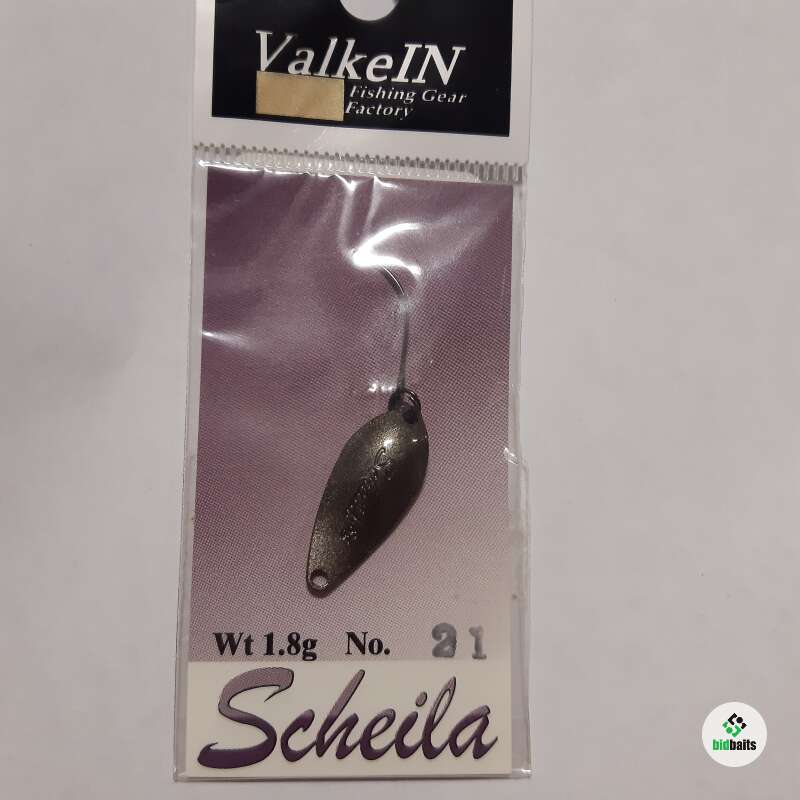 ValkeIN
Fishing Gear
Factory
Wt 1.8g No. 21
Scheila
bidbaits